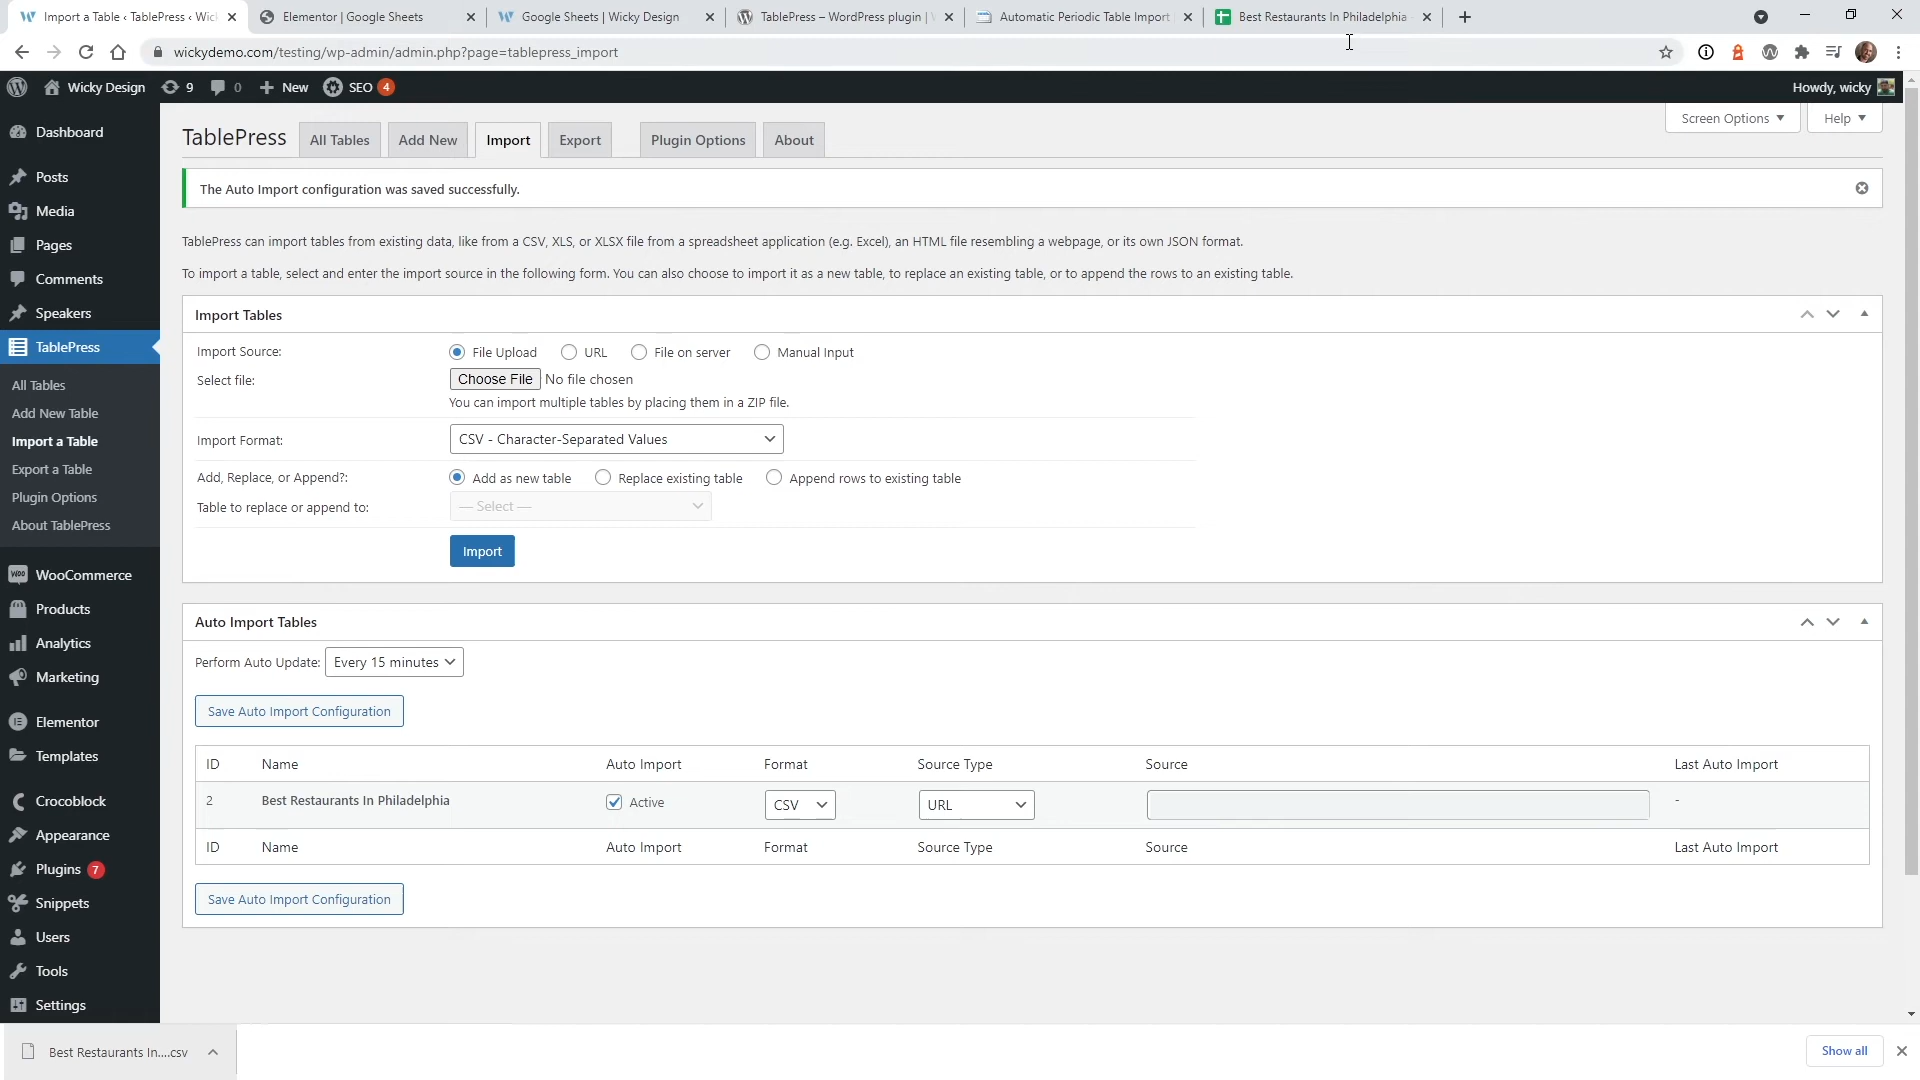 Import a Table ‹ TablePress ‹ Wick
Elementor | Google Sheets
Google Sheets | Wicky Design
TablePress – WordPress plugin |
Automatic Periodic Table Import
Best Restaurants In Philadelphia
wickydemo.com/testing/wp-admin/admin.php?page=tablepress_import
Wicky Design
9
0
New
SEO 4
Howdy, wicky
Screen Options
Help
TablePress
All Tables
Add New
Import
Export
Plugin Options
About
The Auto Import configuration was saved successfully.
TablePress can import tables from existing data, like from a CSV, XLS, or XLSX file from a spreadsheet application (e.g. Excel), an HTML file resembling a webpage, or its own JSON format.
To import a table, select and enter the import source in the following form. You can also choose to import it as a new table, to replace an existing table, or to append the rows to an existing table.
Dashboard
Posts
Media
Pages
Comments
Speakers
TablePress
All Tables
Add New Table
Import a Table
Export a Table
Plugin Options
About TablePress
WooCommerce
Products
Analytics
Marketing
Elementor
Templates
Crocoblock
Appearance
Plugins 7
Snippets
Users
Tools
Settings
Import Tables
Import Source:
File Upload
URL
File on server
Manual Input
Select file:
Choose File No file chosen
You can import multiple tables by placing them in a ZIP file.
Import Format:
CSV - Character-Separated Values
Add, Replace, or Append?:
Add as new table
Replace existing table
Append rows to existing table
Table to replace or append to:
— Select —
Import
Auto Import Tables
Perform Auto Update: Every 15 minutes
Save Auto Import Configuration
ID Name Auto Import Format Source Type Source Last Auto Import
2 Best Restaurants In Philadelphia Active CSV URL -
ID Name Auto Import Format Source Type Source Last Auto Import
Save Auto Import Configuration
Best Restaurants In....csv
Show all